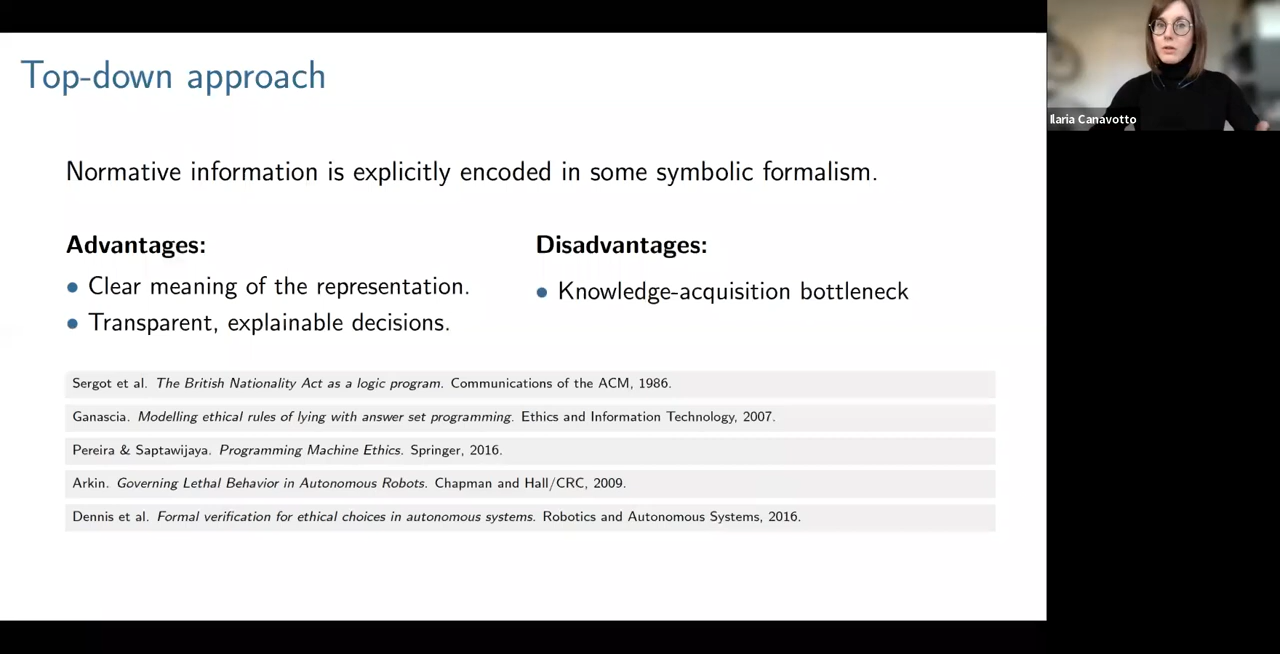 Top-down approach
Ilaria Canavotto
Normative information is explicitly encoded in some symbolic formalism.
Advantages:
• Clear meaning of the representation.
• Transparent, explainable decisions.
Disadvantages:
• Knowledge-acquisition bottleneck
Sergot et al. The British Nationality Act as a logic program. Communications of the ACM, 1986.
Ganascia. Modelling ethical rules of lying with answer set programming. Ethics and Information Technology, 2007.
Pereira & Saptawijaya. Programming Machine Ethics. Springer, 2016.
Arkin. Governing Lethal Behavior in Autonomous Robots. Chapman and Hall/CRC, 2009.
Dennis et al. Formal verification for ethical choices in autonomous systems. Robotics and Autonomous Systems, 2016.